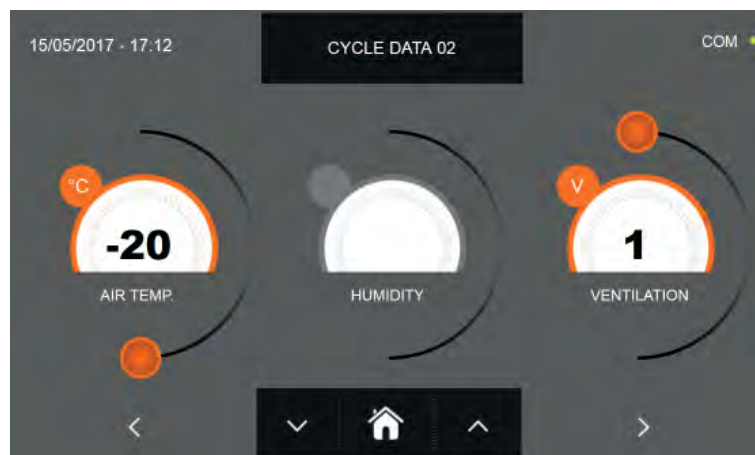 15/05/2017 - 17:12
CYCLE DATA 02
COM
°C
-20
AIR TEMP.
HUMIDITY
V
1
VENTILATION